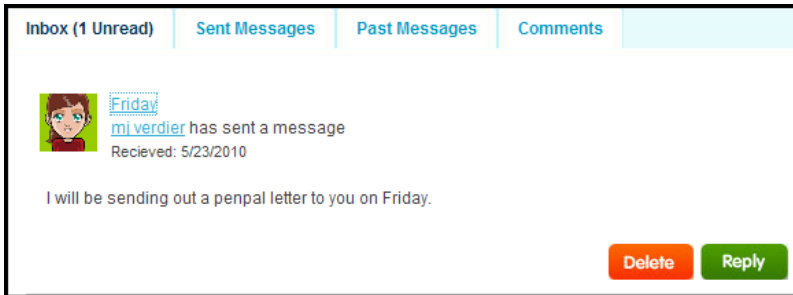 Inbox (1 Unread) Sent Messages Past Messages Comments
Friday
mj verdier has sent a message
Recieved: 5/23/2010
I will be sending out a penpal letter to you on Friday.
Delete Reply